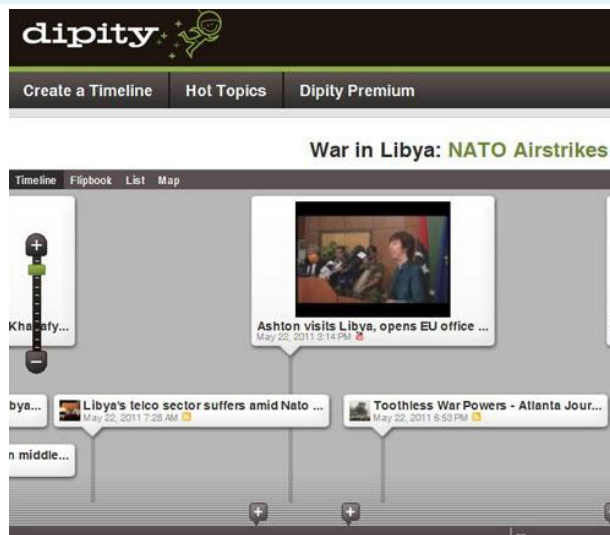 dipity
Create a Timeline Hot Topics Dipity Premium
War in Libya: NATO Airstrikes
Timeline Flipbook List Map
Ashton visits Libya, opens EU office ...
May 22, 2011 3:14 PM
bya...
Libya's telco sector suffers amid Nato ...
May 22, 2011 7:28 AM
Toothless War Powers - Atlanta Jour...
May 22, 2011 6:53 PM
n middle...